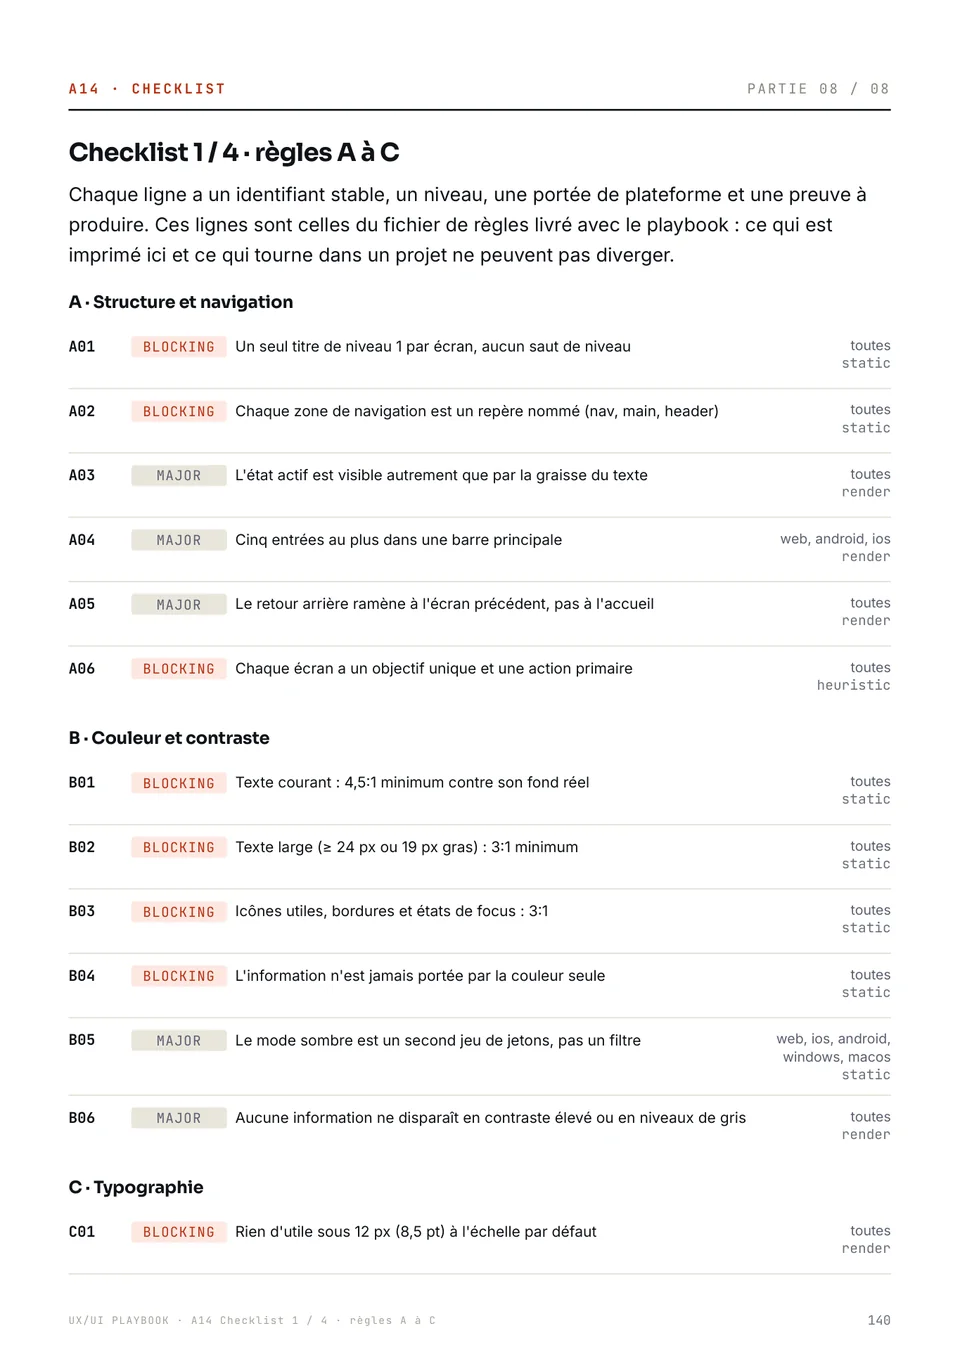 A14 · CHECKLIST
PARTIE 08 / 08
Checklist 1 / 4 · règles A à C
Chaque ligne a un identifiant stable, un niveau, une portée de plateforme et une preuve à
produire. Ces lignes sont celles du fichier de règles livré avec le playbook : ce qui est
imprimé ici et ce qui tourne dans un projet ne peuvent pas diverger.
A · Structure et navigation
A01 BLOCKING Un seul titre de niveau 1 par écran, aucun saut de niveau toutes
static
A02 BLOCKING Chaque zone de navigation est un repère nommé (nav, main, header) toutes
static
A03 MAJOR L'état actif est visible autrement que par la graisse du texte toutes
render
A04 MAJOR Cinq entrées au plus dans une barre principale web, android, ios
render
A05 MAJOR Le retour arrière ramène à l'écran précédent, pas à l'accueil toutes
render
A06 BLOCKING Chaque écran a un objectif unique et une action primaire toutes
heuristic
B · Couleur et contraste
B01 BLOCKING Texte courant : 4,5:1 minimum contre son fond réel toutes
static
B02 BLOCKING Texte large (≥ 24 px ou 19 px gras) : 3:1 minimum toutes
static
B03 BLOCKING Icônes utiles, bordures et états de focus : 3:1 toutes
static
B04 BLOCKING L'information n'est jamais portée par la couleur seule toutes
static
B05 MAJOR Le mode sombre est un second jeu de jetons, pas un filtre web, ios, android,
windows, macos
static
B06 MAJOR Aucune information ne disparaît en contraste élevé ou en niveaux de gris toutes
render
C · Typographie
C01 BLOCKING Rien d'utile sous 12 px (8,5 pt) à l'échelle par défaut toutes
render
UX/UI PLAYBOOK · A14 Checklist 1 / 4 · règles A à C
140